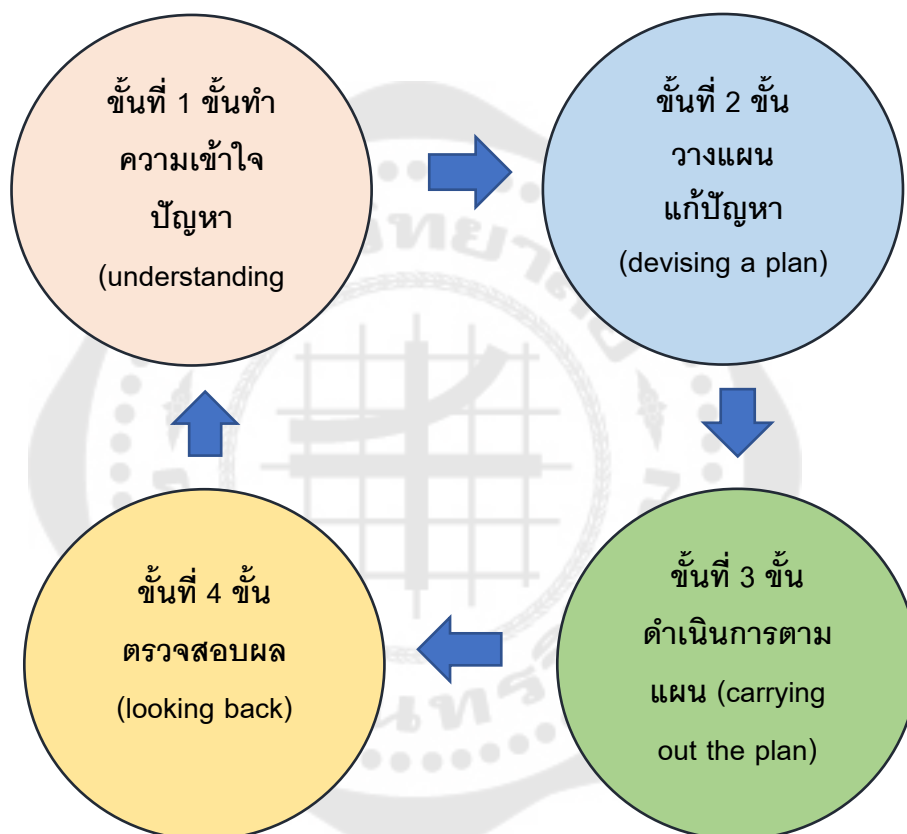 ขั้นที่ 1 ขั้นทำ
ความเข้าใจ
ปัญหา
(understanding
ขั้นที่ 2 ขั้น
วางแผน
แก้ปัญหา
(devising a plan)
ขั้นที่ 3 ขั้น
ดำเนินการตาม
แผน (carrying
out the plan)
ขั้นที่ 4 ขั้น
ตรวจสอบผล
(looking back)